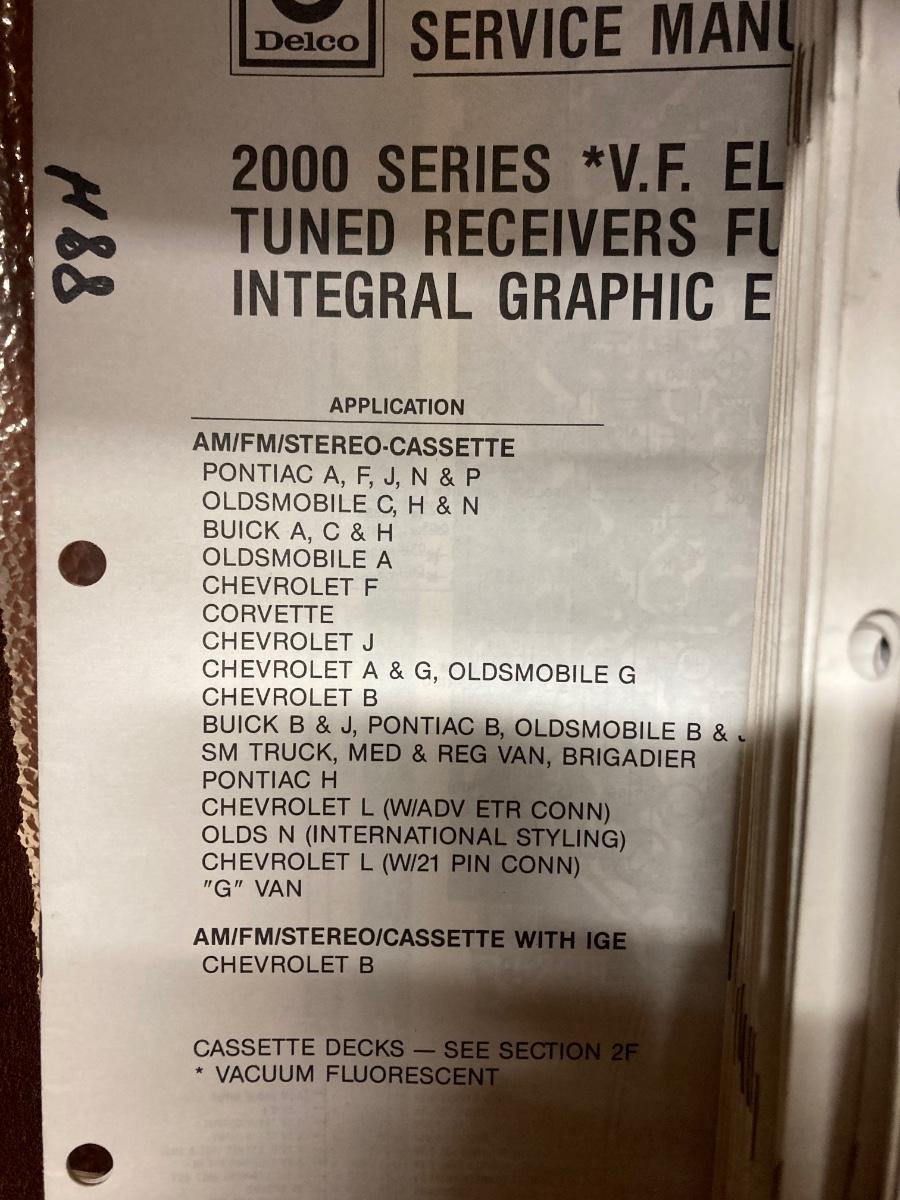 Delco
SERVICE MANU
2000 SERIES *V.F. EL
TUNED RECEIVERS FU
INTEGRAL GRAPHIC E
88H
APPLICATION
AM/FM/STEREO-CASSETTE
PONTIAC A, F, J, N & P
OLDSMOBILE C, H & N
BUICK A, C & H
OLDSMOBILE A
CHEVROLET F
CORVETTE
CHEVROLET J
CHEVROLET A & G, OLDSMOBILE G
CHEVROLET B
BUICK B & J, PONTIAC B, OLDSMOBILE B &
SM TRUCK, MED & REG VAN, BRIGADIER
PONTIAC H
CHEVROLET L (W/ADV ETR CONN)
OLDS N (INTERNATIONAL STYLING)
CHEVROLET L (W/21 PIN CONN)
"G" VAN
AM/FM/STEREO/CASSETTE WITH IGE
CHEVROLET B
CASSETTE DECKS — SEE SECTION 2F
* VACUUM FLUORESCENT